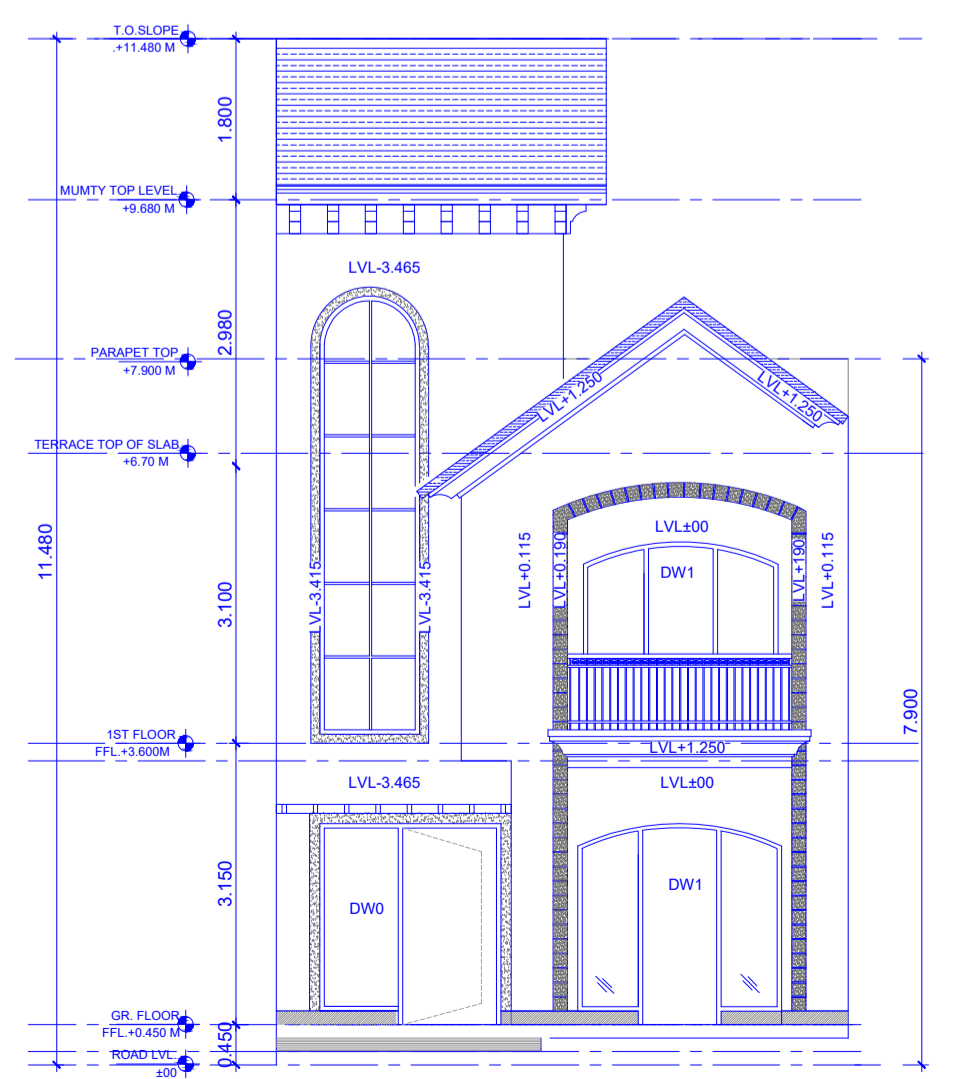 T.O.SLOPE
.+11.480 M
1.800
MUMTY TOP LEVEL
+9.680 M
LVL-3.465
2.980
PARAPET TOP
+7.900 M
LVL+1.250
LVL+1.250
TERRACE TOP OF SLAB
+6.70 M
11.480
LVL±00
LVL+0.115
LVL+0.190
DW1
LVL+190
LVL+0.115
LVL-3.415
LVL-3.415
3.100
7.900
1ST FLOOR
FFL.+3.600M
LVL+1.250
LVL-3.465
LVL±00
3.150
DW0
DW1
GR. FLOOR
FFL.+0.450 M
0.450
ROAD LVL.
±00